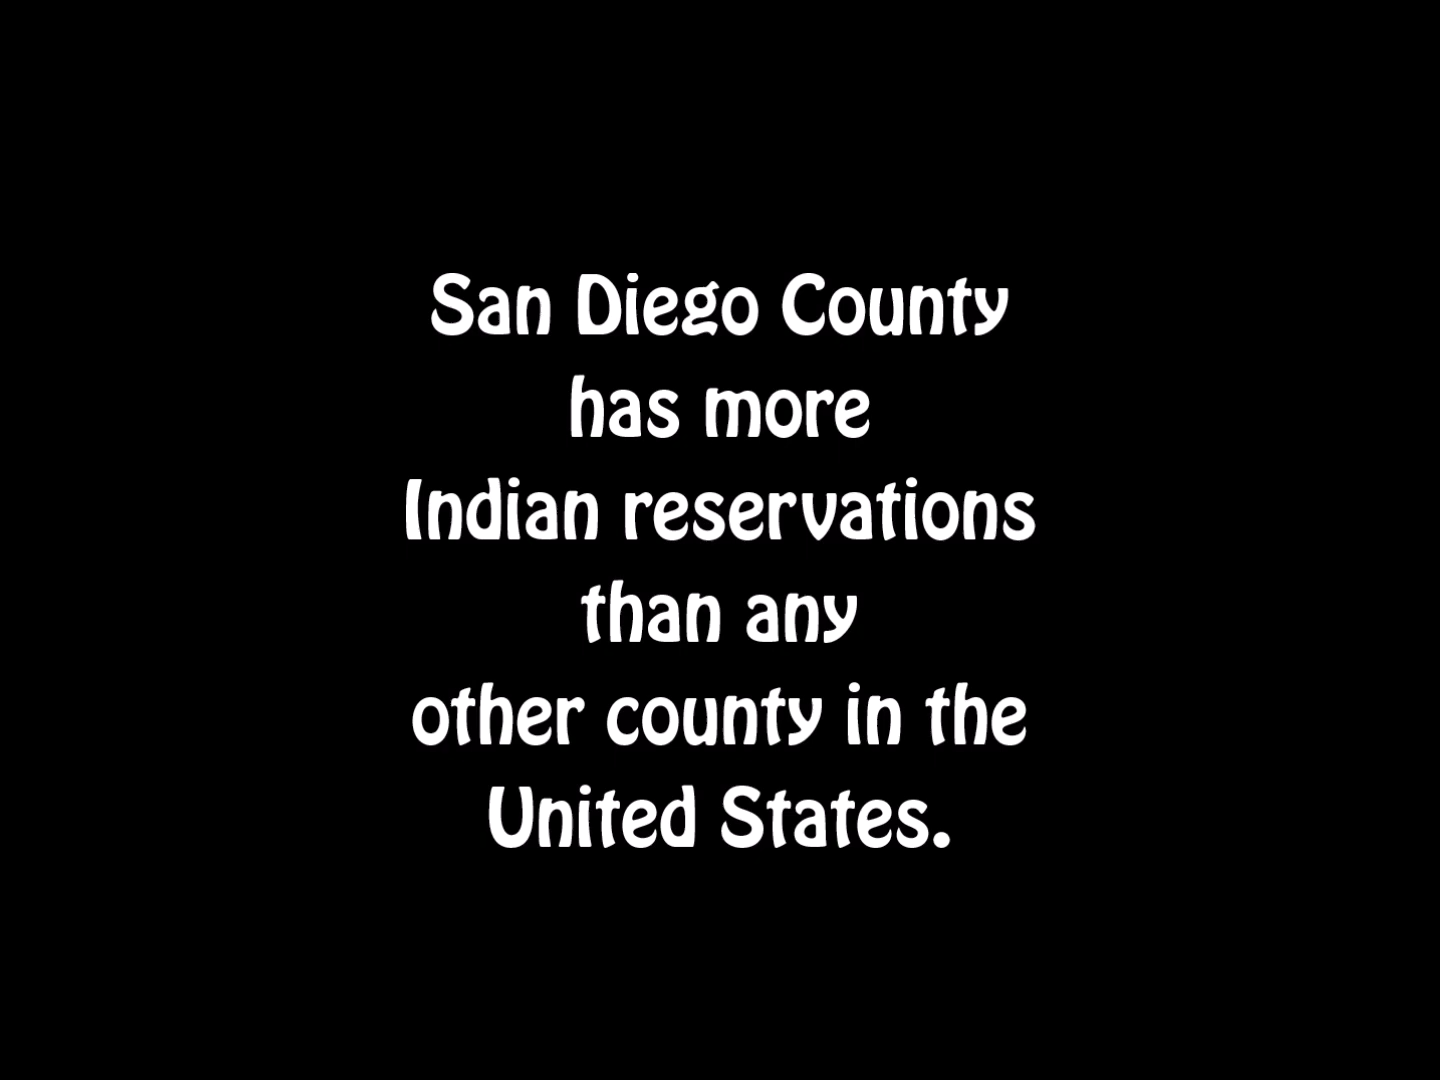 San Diego County
has more
Indian reservations
than any
other county in the
United States.